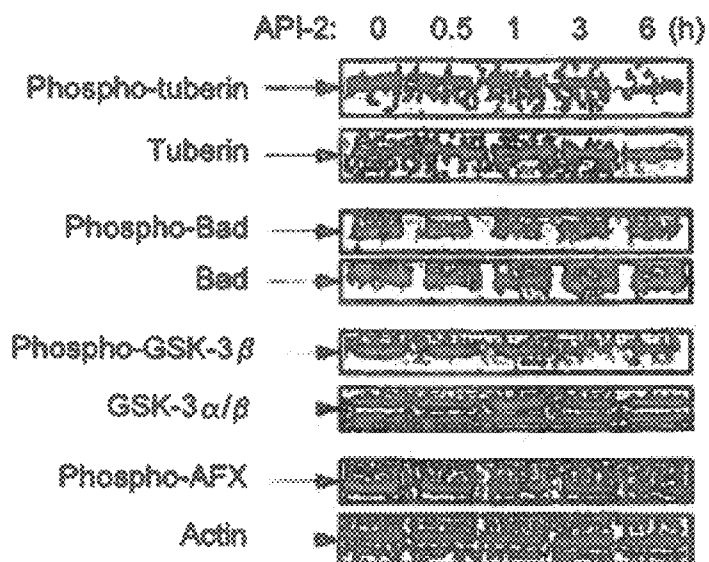 API-2: 0 0.5 1 3 6 (h)
Phospho-tuberin
Tuberin
Phospho-Bad
Bad
Phospho-GSK-3β
GSK-3α/β
Phospho-AFX
Actin